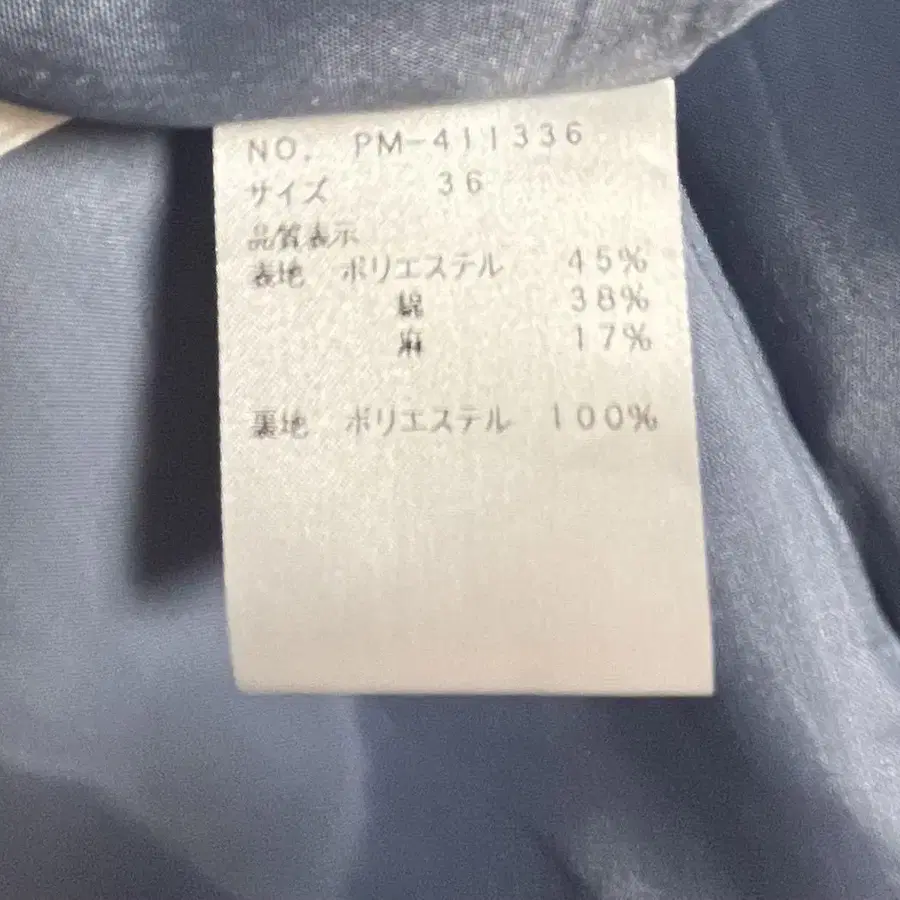 NO. PM-411336
サイズ 36
品質表示
表地 ポリエステル 45%
綿 38%
麻 17%
裏地 ポリエステル 100%